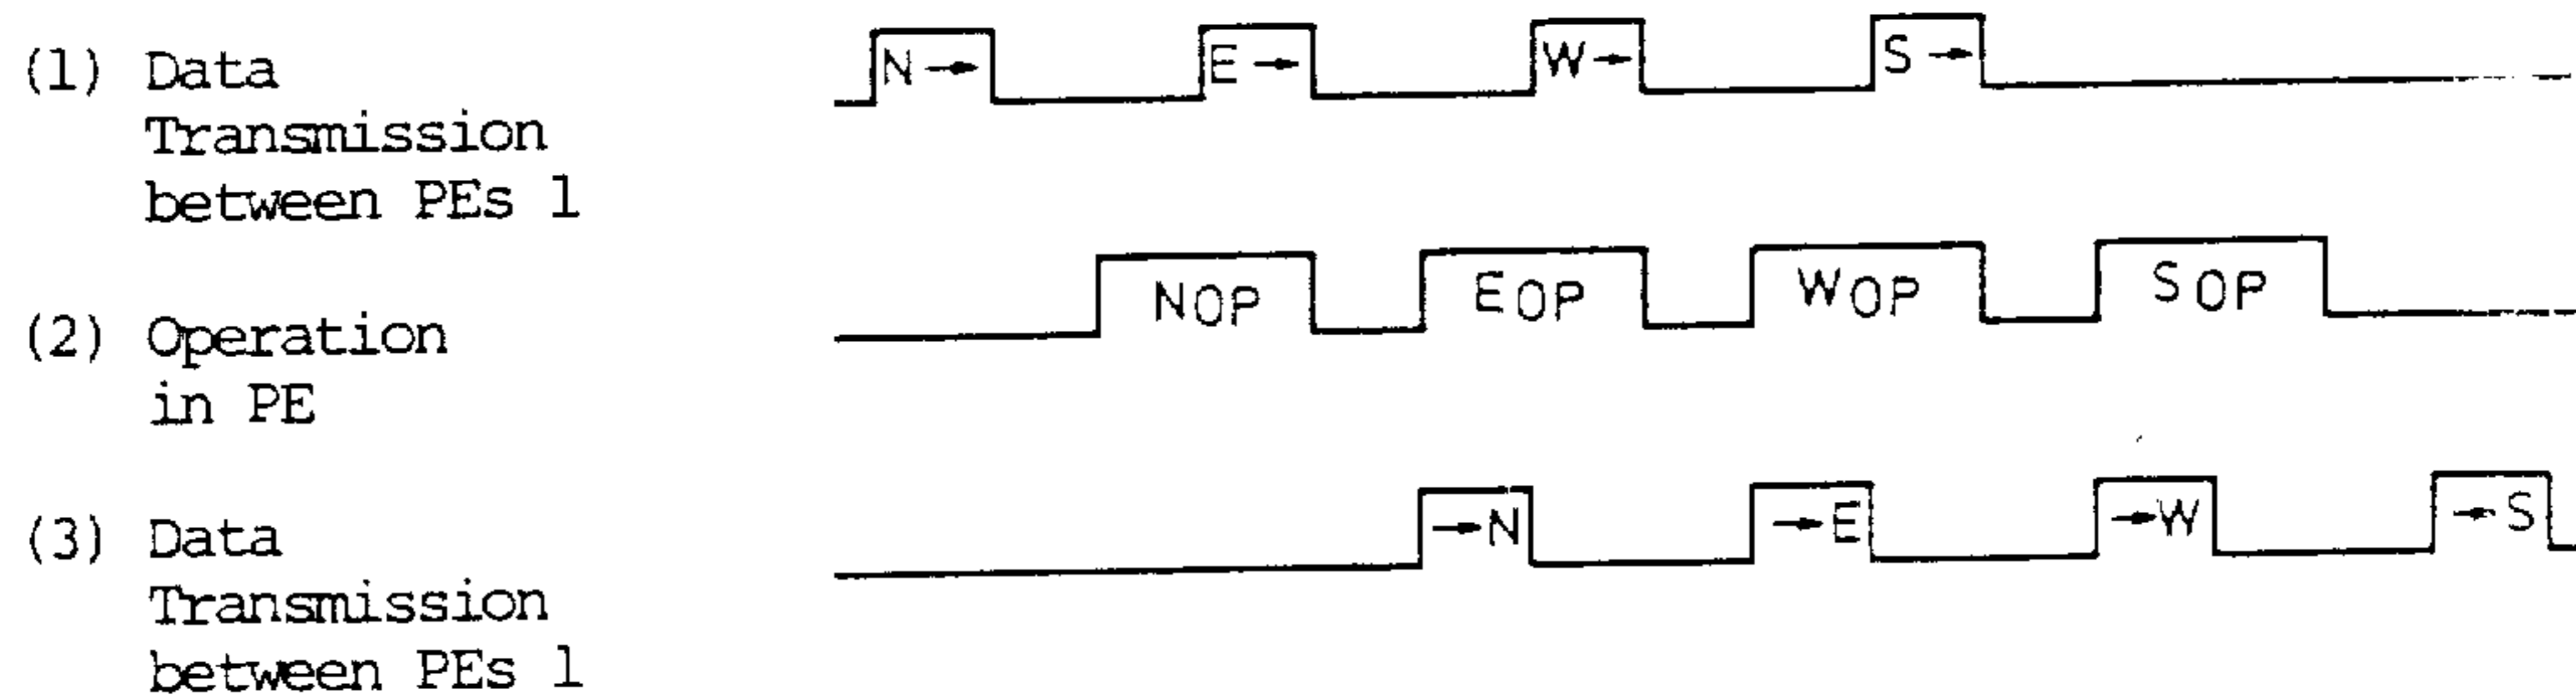 (1) Data
Transmission
between PEs 1
N→ E→ W→ S→
(2) Operation
in PE
NOP EOP WOP SOP
(3) Data
Transmission
between PEs 1
→N →E →W →S